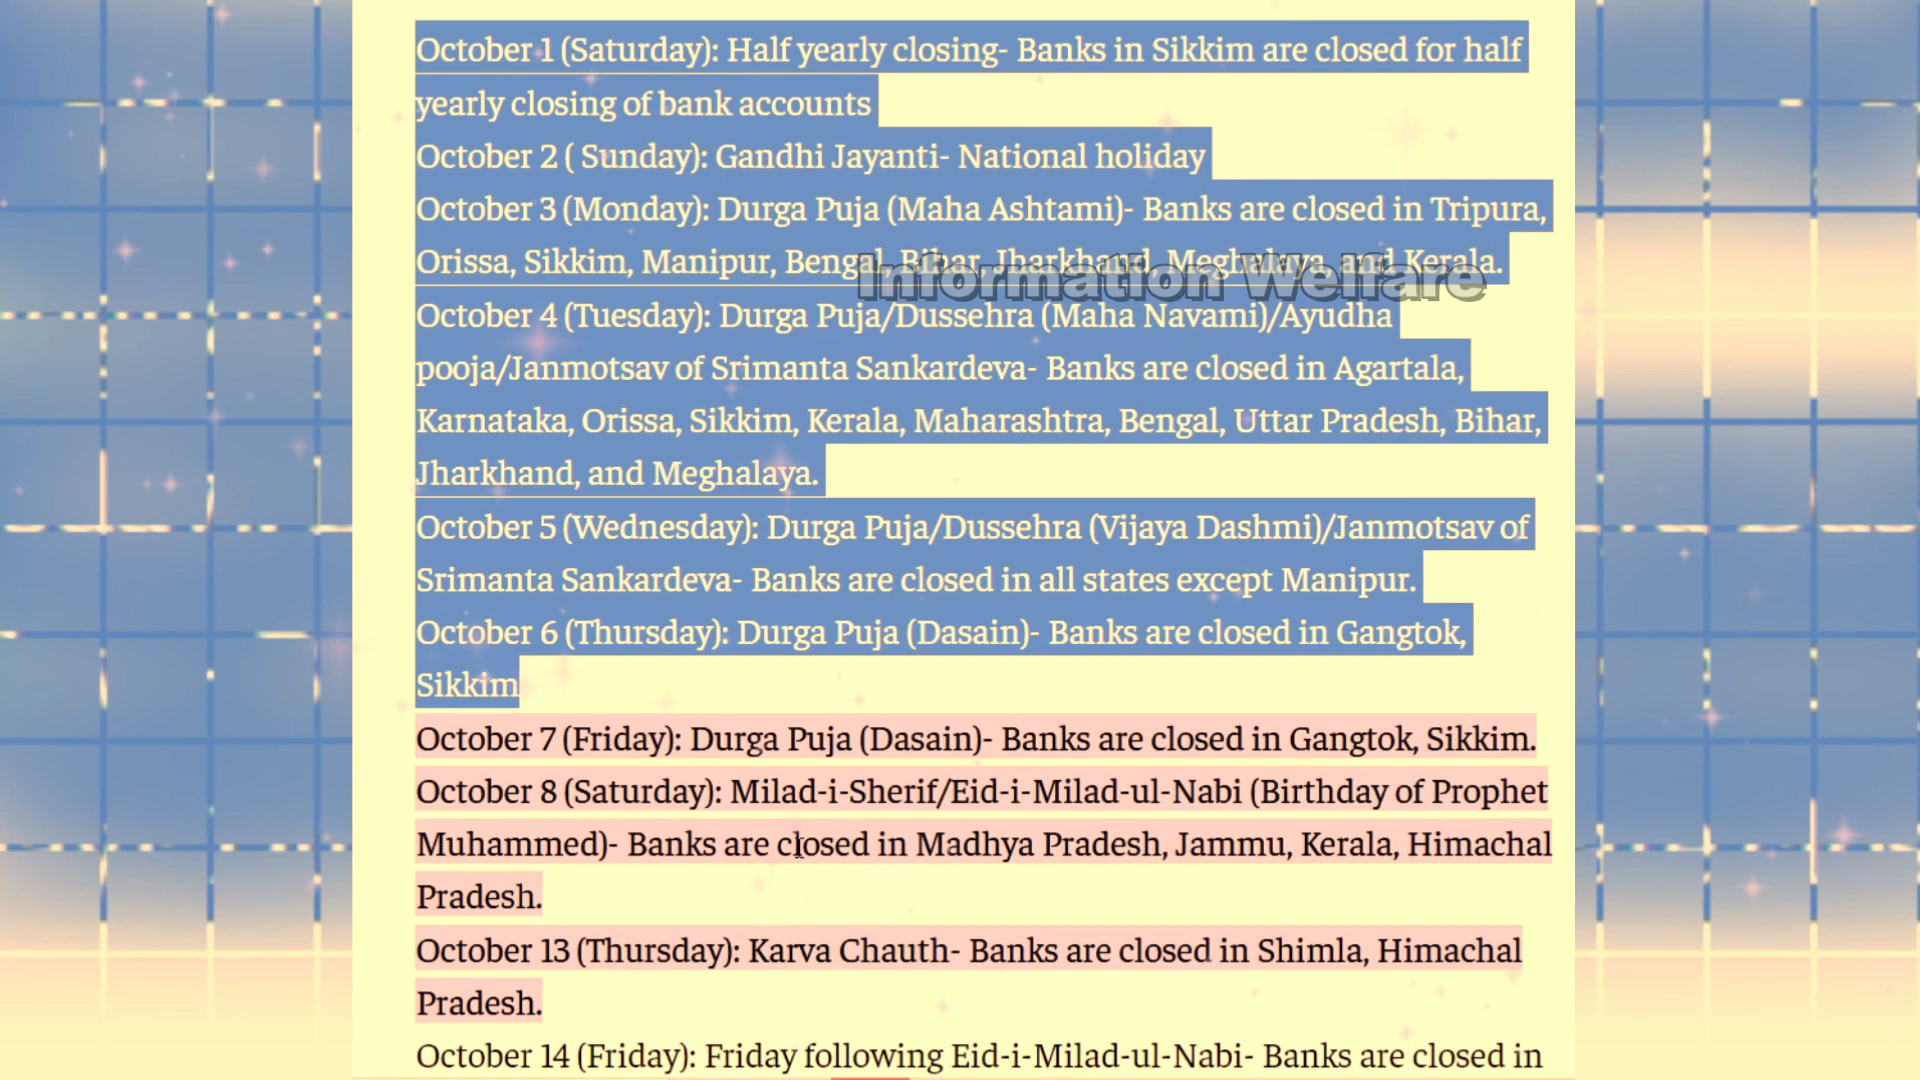 October 1 (Saturday): Half yearly closing- Banks in Sikkim are closed for half
yearly closing of bank accounts
October 2 ( Sunday): Gandhi Jayanti- National holiday
October 3 (Monday): Durga Puja (Maha Ashtami)- Banks are closed in Tripura,
Orissa, Sikkim, Manipur, Bengal, Bihar, Jharkhand, Meghalaya, and Kerala.
Information Welfare
October 4 (Tuesday): Durga Puja/Dussehra (Maha Navami)/Ayudha
pooja/Janmotsav of Srimanta Sankardeva- Banks are closed in Agartala,
Karnataka, Orissa, Sikkim, Kerala, Maharashtra, Bengal, Uttar Pradesh, Bihar,
Jharkhand, and Meghalaya.
October 5 (Wednesday): Durga Puja/Dussehra (Vijaya Dashmi)/Janmotsav of
Srimanta Sankardeva- Banks are closed in all states except Manipur.
October 6 (Thursday): Durga Puja (Dasain)- Banks are closed in Gangtok,
Sikkim
October 7 (Friday): Durga Puja (Dasain)- Banks are closed in Gangtok, Sikkim.
October 8 (Saturday): Milad-i-Sherif/Eid-i-Milad-ul-Nabi (Birthday of Prophet
Muhammed)- Banks are closed in Madhya Pradesh, Jammu, Kerala, Himachal
Pradesh.
October 13 (Thursday): Karva Chauth- Banks are closed in Shimla, Himachal
Pradesh.
October 14 (Friday): Friday following Eid-i-Milad-ul-Nabi- Banks are closed in